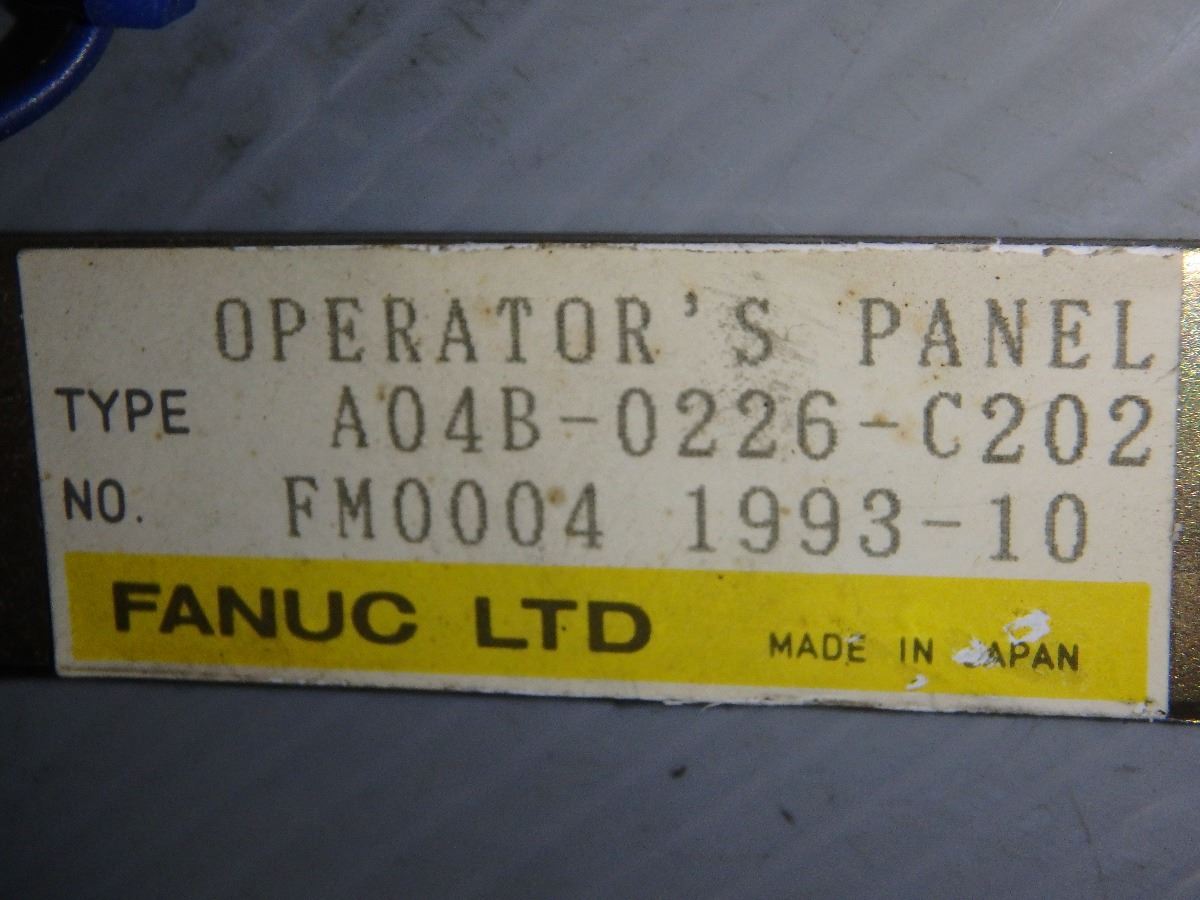 OPERATOR'S PANEL
TYPE A04B-0226-C202
NO. FM0004 1993-10
FANUC LTD MADE IN JAPAN